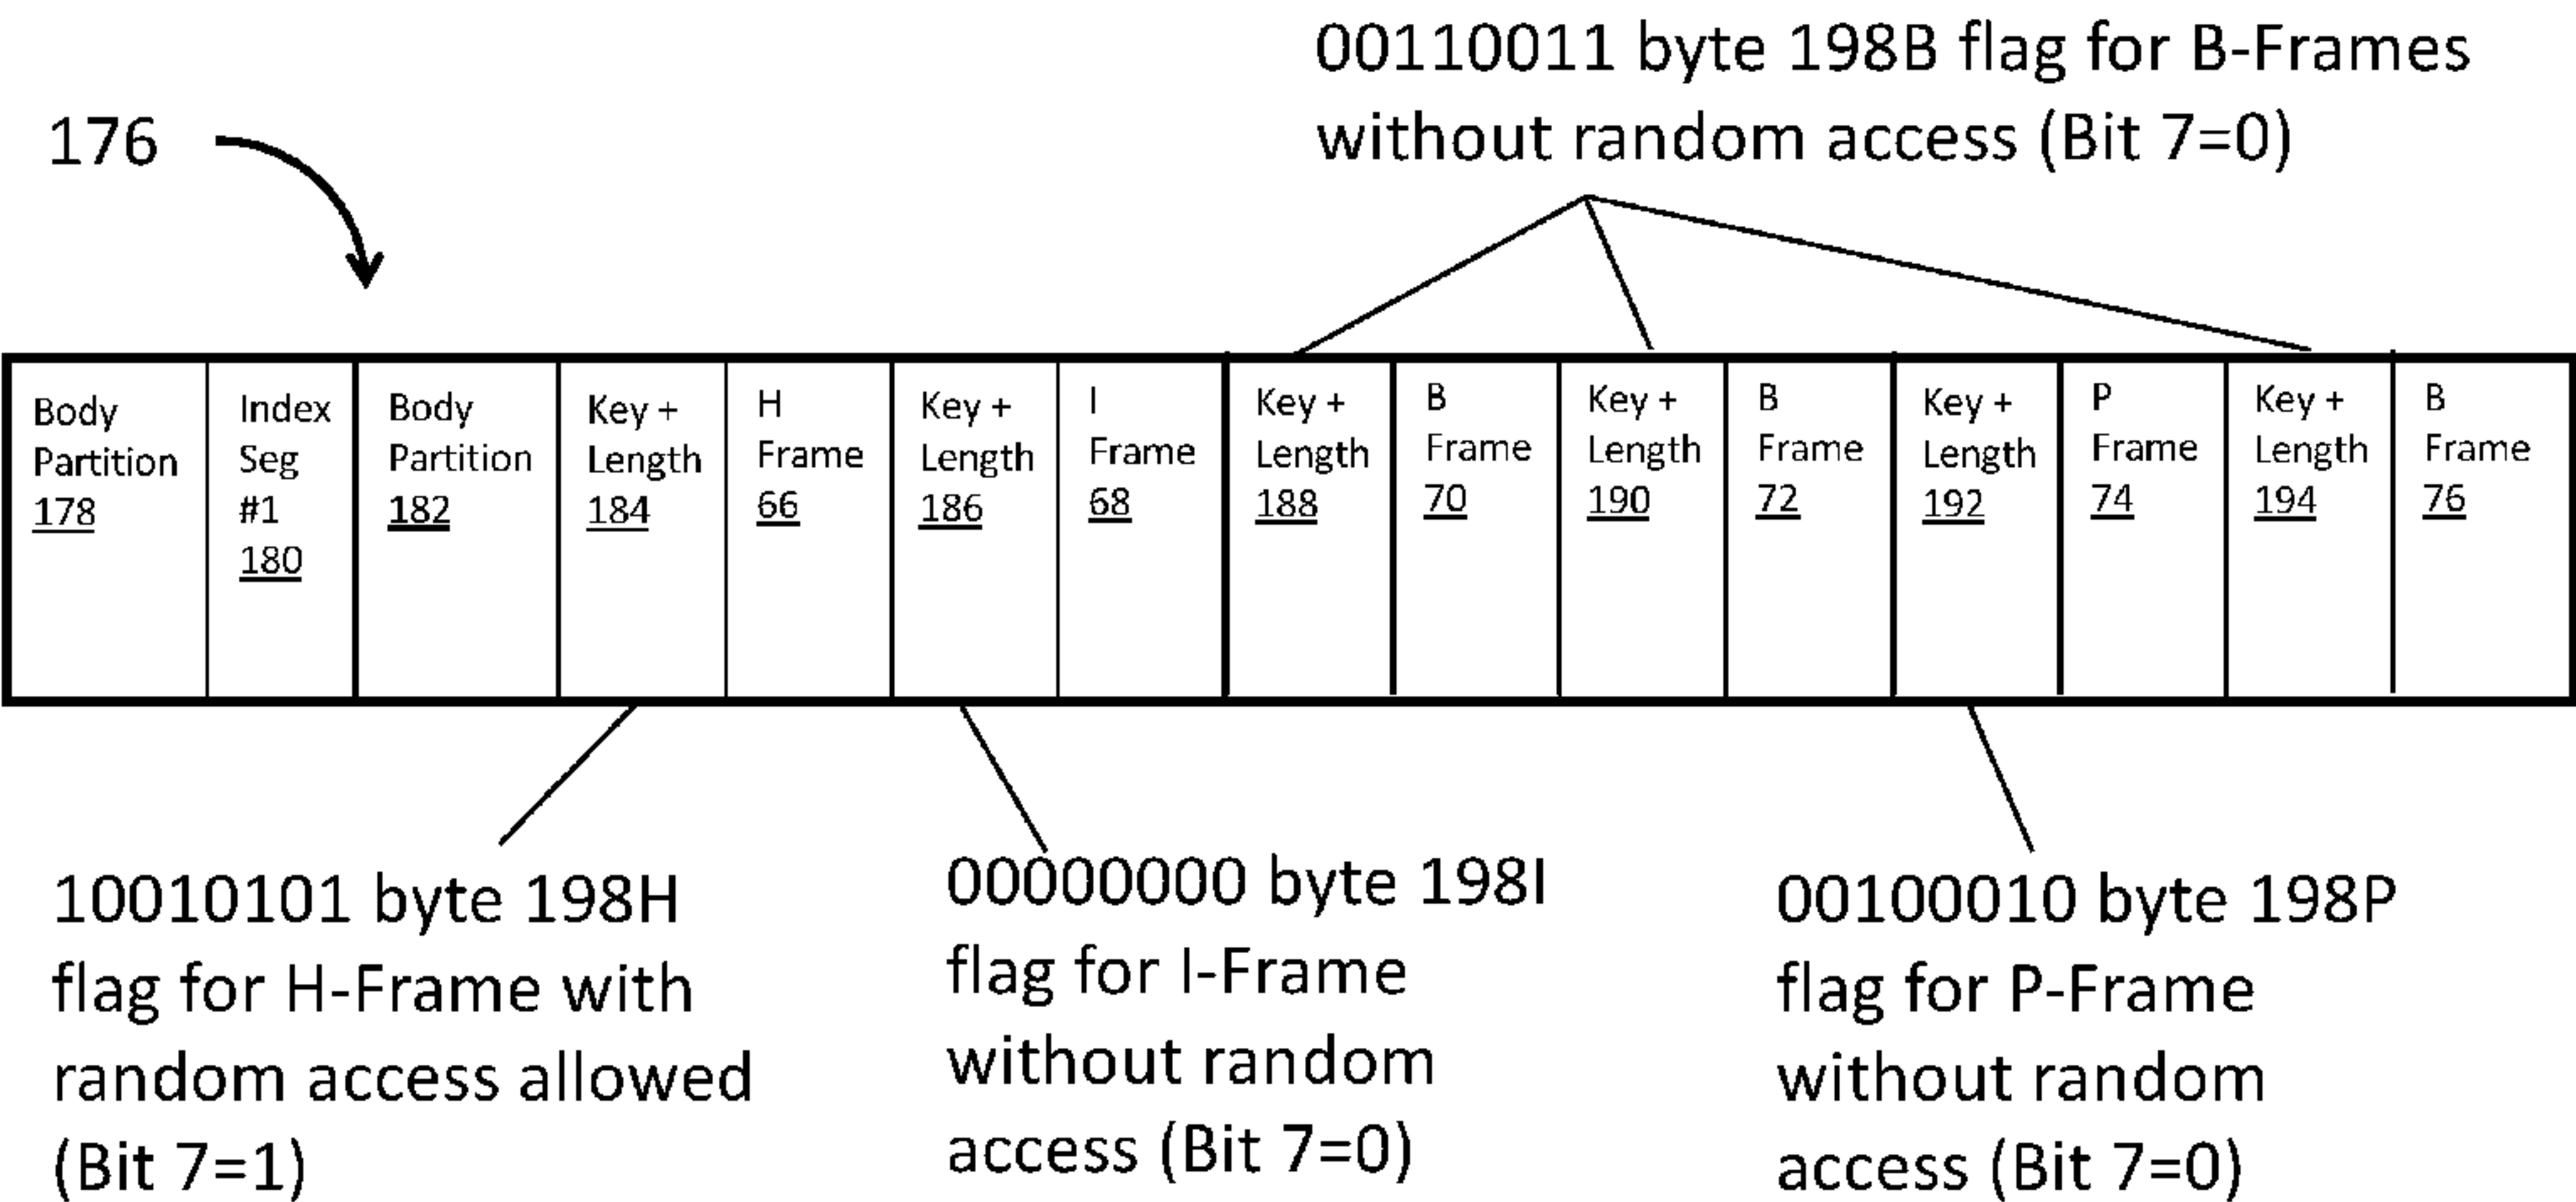 00110011 byte 198B flag for B-Frames
without random access (Bit 7=0)
176
Body
Partition
178
Index
Seg
#1
180
Body
Partition
182
Key +
Length
184
H
Frame
66
Key +
Length
186
I
Frame
68
Key +
Length
188
B
Frame
70
Key +
Length
190
B
Frame
72
Key +
Length
192
P
Frame
74
Key +
Length
194
B
Frame
76
10010101 byte 198H
flag for H-Frame with
random access allowed
(Bit 7=1)
00000000 byte 198I
flag for I-Frame
without random
access (Bit 7=0)
00100010 byte 198P
flag for P-Frame
without random
access (Bit 7=0)